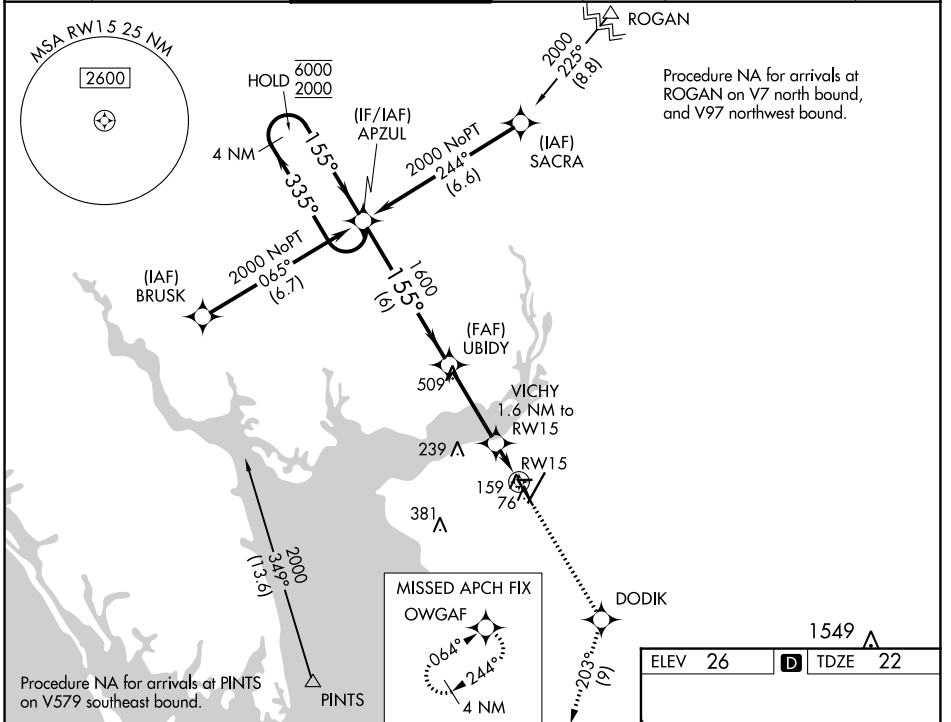 MSA RW15 25 NM
2600
HOLD 6000
2000
4 NM
155°
335°
(IF/IAF)
APZUL
2000 NoPT
244°
(6.6)
(IAF)
SACRA
2000
225°
(8.8)
ROGAN
Procedure NA for arrivals at
ROGAN on V7 north bound,
and V97 northwest bound.
(IAF)
BRUSK
2000 NoPT
065°
(6.7)
1600
155°
(6)
(FAF)
UBIDY
509
VICHY
1.6 NM to
RW15
239
RW15
159
76
381
2000
349°
(13.6)
PINTS
Procedure NA for arrivals at PINTS
on V579 southeast bound.
MISSED APCH FIX
OWGAF
064°
244°
4 NM
DODIK
203°
(9)
1549
ELEV 26
D TDZE 22